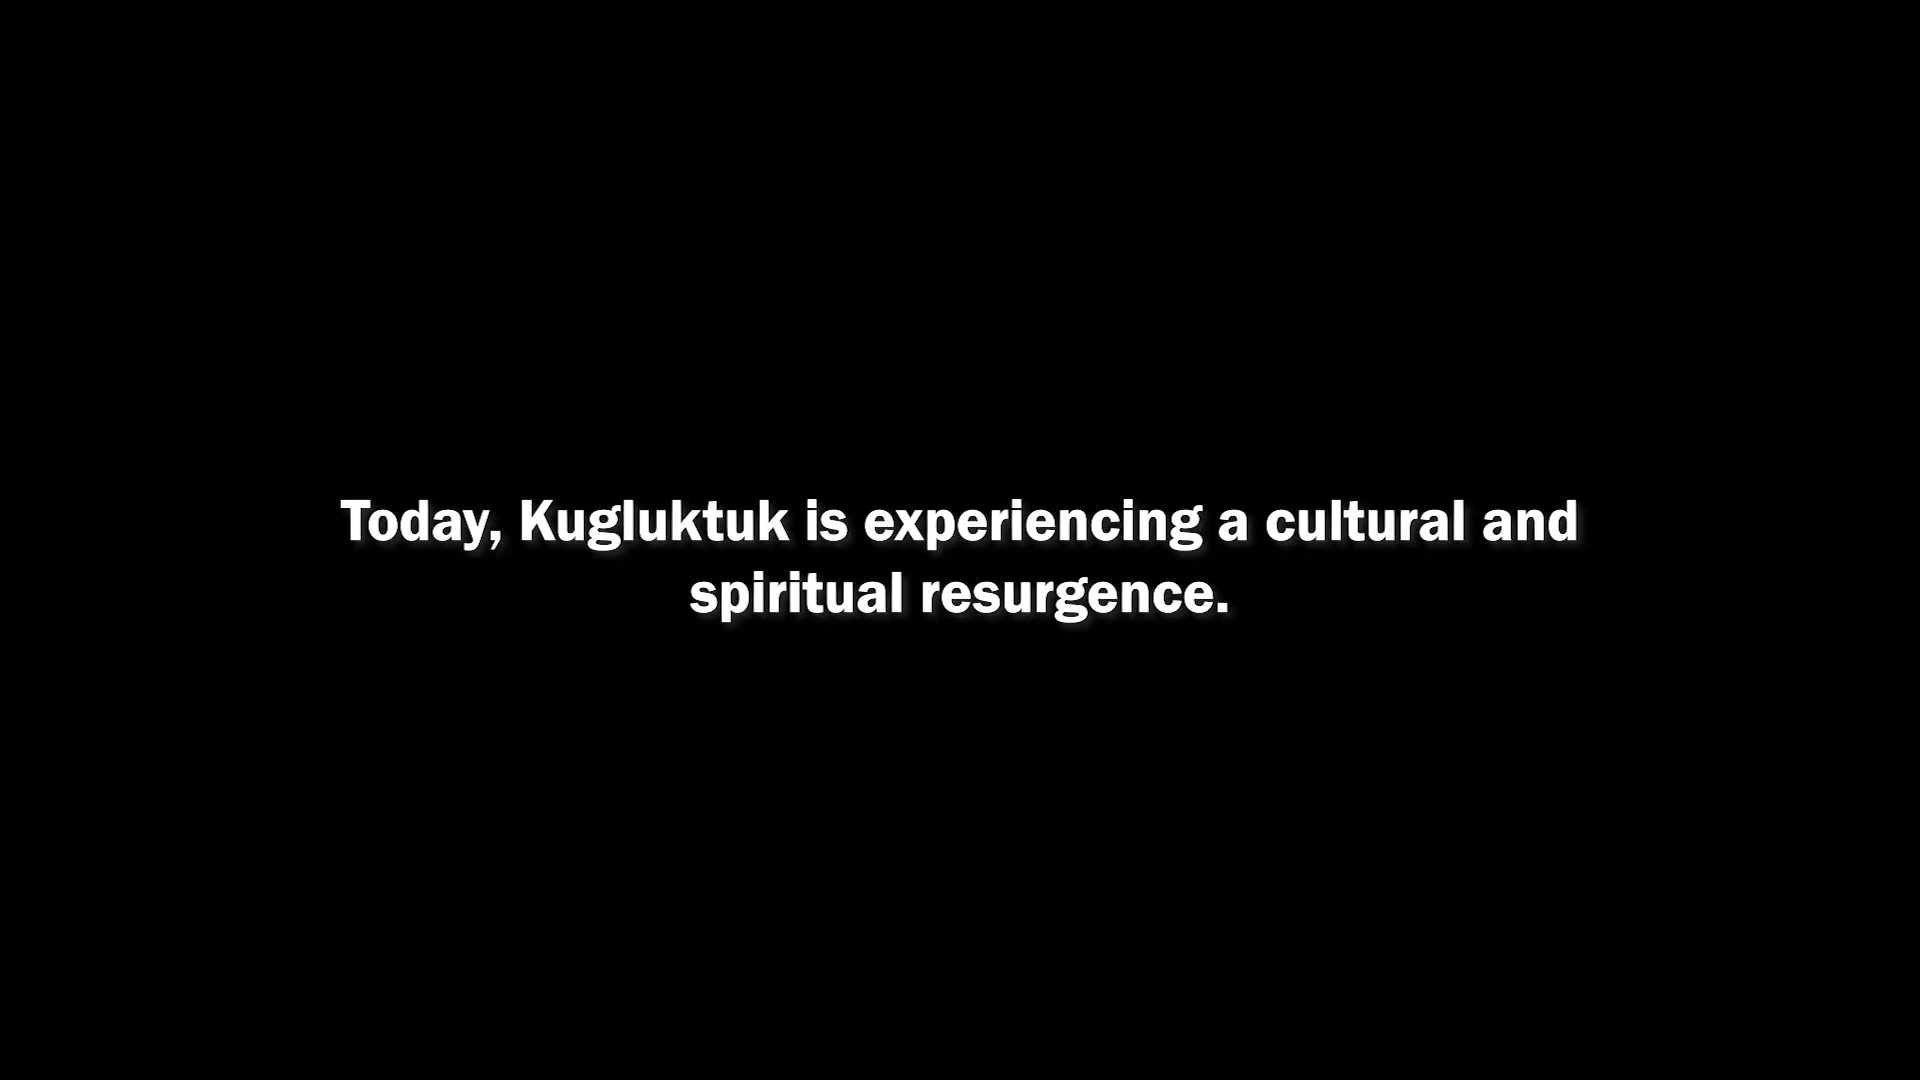 Today, Kugluktuk is experiencing a cultural and
spiritual resurgence.